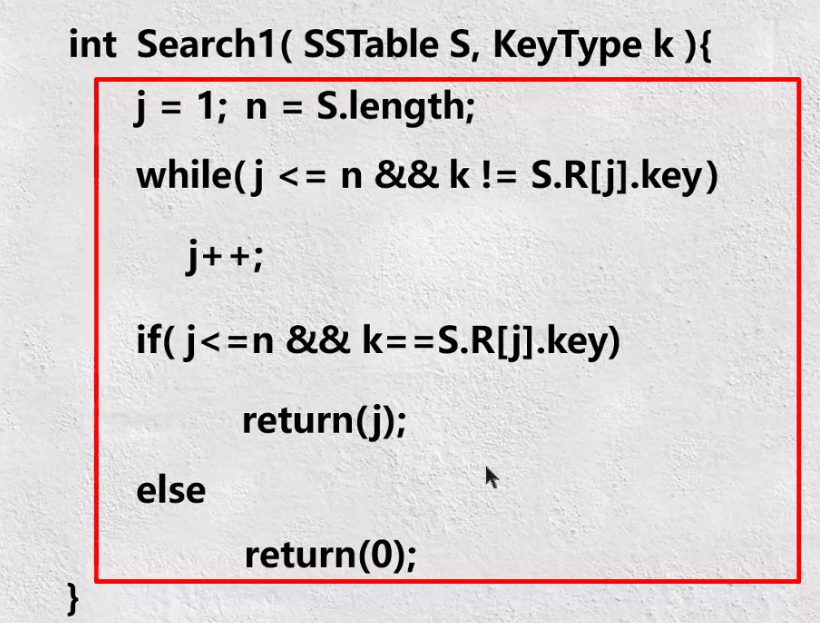 int Search1( SSTable S, KeyType k ){
j = 1; n = S.length;
while( j <= n && k != S.R[j].key)
j++;
if( j<=n && k==S.R[j].key)
return(j);
else
return(0);
}